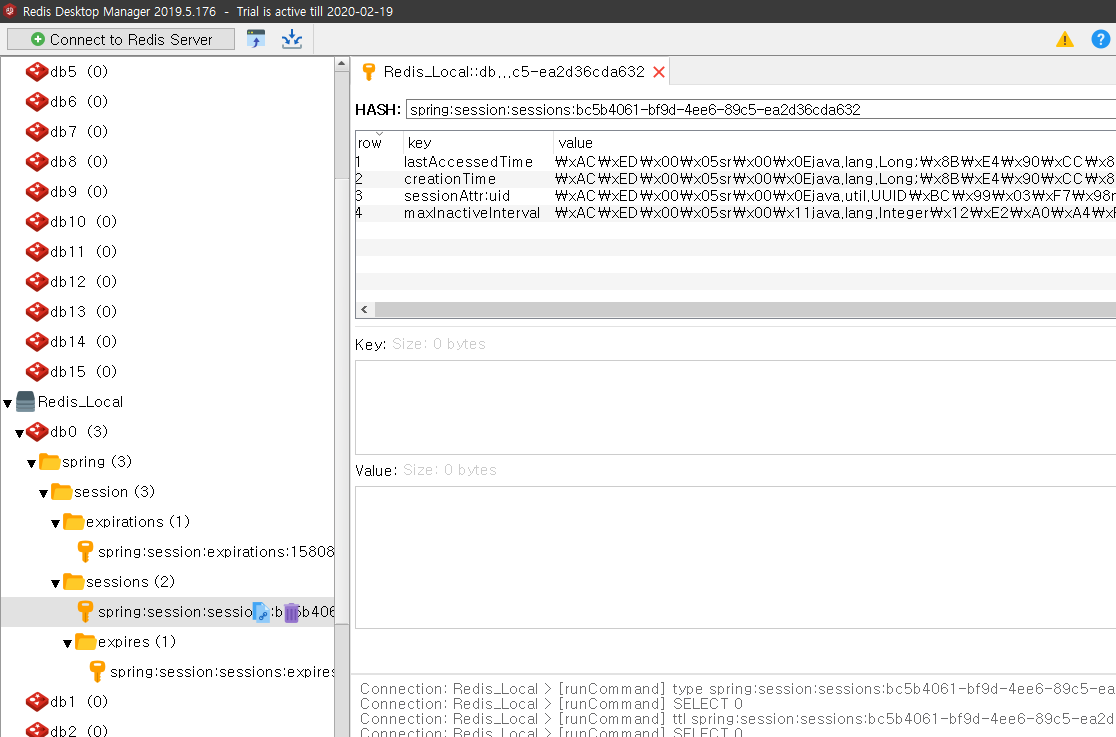 Redis Desktop Manager 2019.5.176 - Trial is active till 2020-02-19
Connect to Redis Server
db5 (0)
db6 (0)
db7 (0)
db8 (0)
db9 (0)
db10 (0)
db11 (0)
db12 (0)
db13 (0)
db14 (0)
db15 (0)
Redis_Local
db0 (3)
spring (3)
session (3)
expirations (1)
spring:session:expirations:15808
sessions (2)
spring:session:sessio :b 5b406
expires (1)
spring:session:sessions:expires
db1 (0)
db2 (0)
Redis_Local::db...c5-ea2d36cda632
HASH: spring:session:sessions:bc5b4061-bf9d-4ee6-89c5-ea2d36cda632
row key value
1 lastAccessedTime ₩xAC₩xED₩x00₩x05sr₩x00₩x0Ejava.lang.Long;₩x8B₩xE4₩x90₩xCC₩x8
2 creationTime ₩xAC₩xED₩x00₩x05sr₩x00₩x0Ejava.lang.Long;₩x8B₩xE4₩x90₩xCC₩x8
3 sessionAttr:uid ₩xAC₩xED₩x00₩x05sr₩x00₩x0Ejava.util.UUID₩xBC₩x99₩x03₩xF7₩x98
4 maxInactiveInterval ₩xAC₩xED₩x00₩x05sr₩x00₩x11java.lang.Integer₩x12₩xE2₩xA0₩xA4₩x
Key: Size: 0 bytes
Value: Size: 0 bytes
Connection: Redis_Local > [runCommand] type spring:session:sessions:bc5b4061-bf9d-4ee6-89c5-ea
Connection: Redis_Local > [runCommand] SELECT 0
Connection: Redis_Local > [runCommand] ttl spring:session:sessions:bc5b4061-bf9d-4ee6-89c5-ea2d
Connection: Redis_Local > [runCommand] SELECT 0